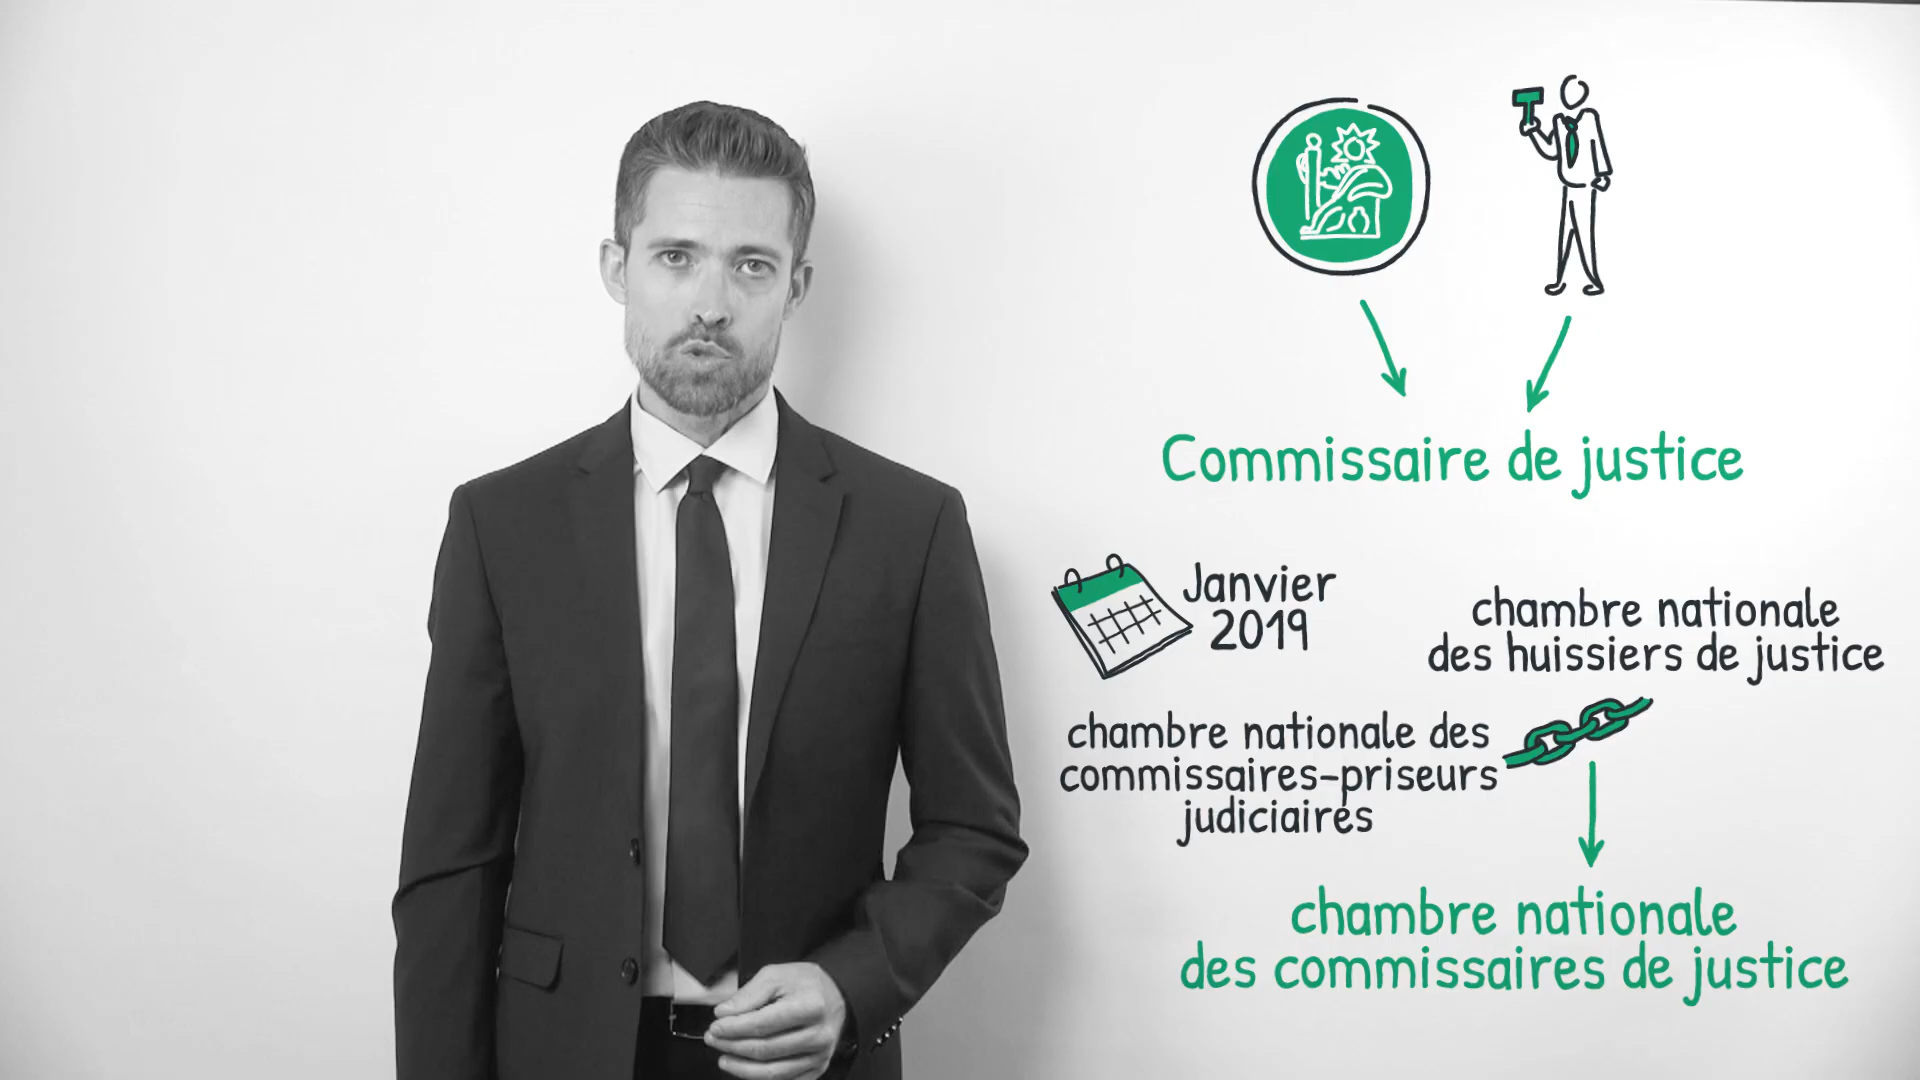 Commissaire de justice
Janvier
2019
chambre nationale
des huissiers de justice
chambre nationale des
commissaires-priseurs
judiciaires
chambre nationale
des commissaires de justice